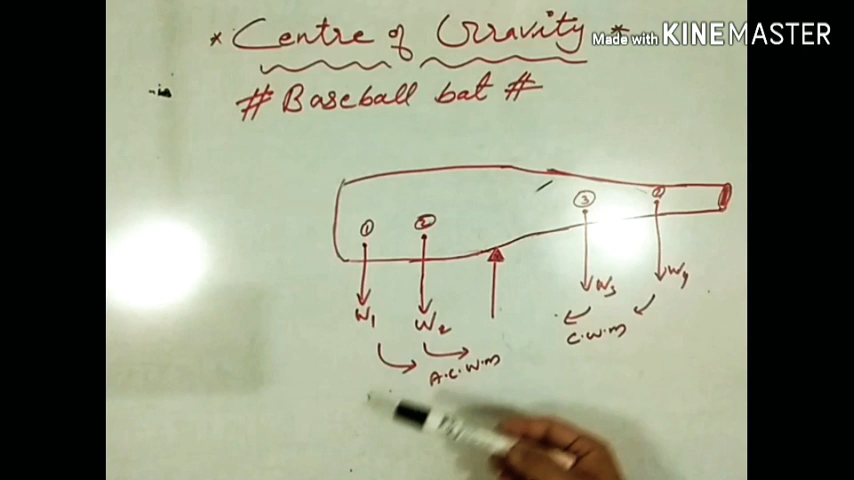 * Centre of Gravity *
Made with KINEMASTER
# Baseball bat #
① ② ③ ④
W₁ W₂ W₃ W₄
A.C.W.M
C.W.M